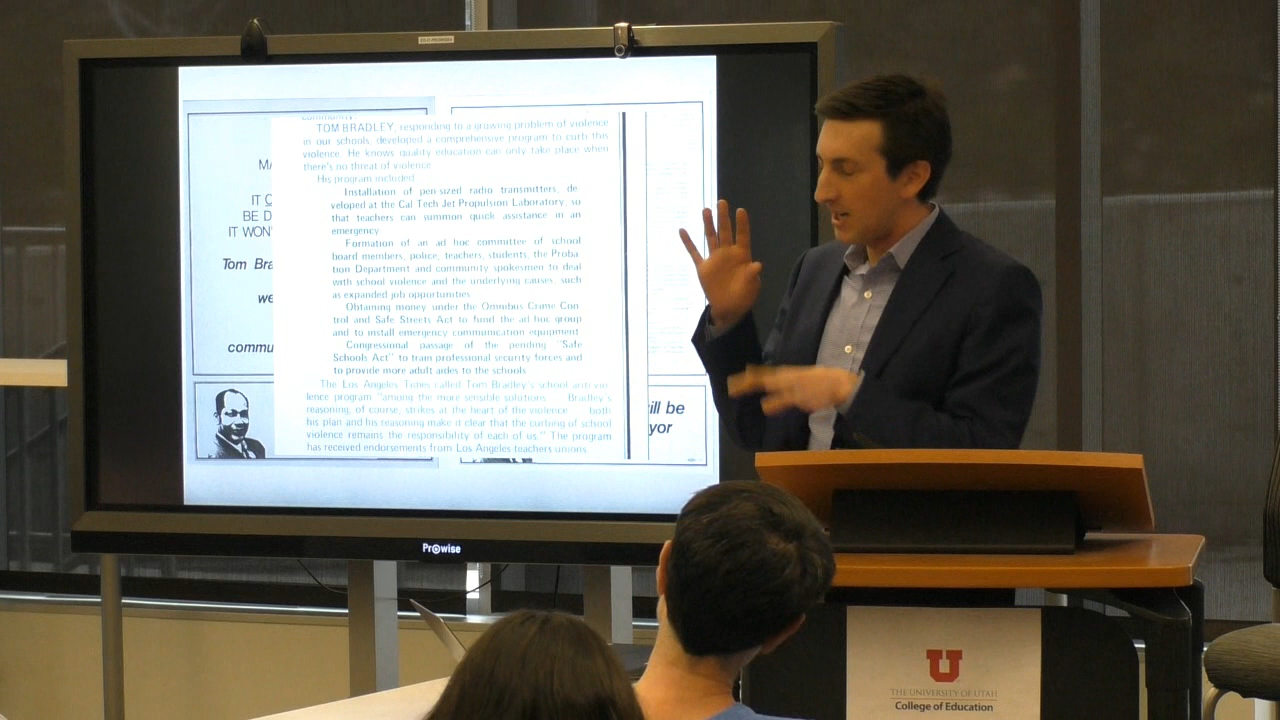 community.
TOM BRADLEY, responding to a growing problem of violence
in our schools, developed a comprehensive program to curb this
violence. He knows quality education can only take place when
there's no threat of violence.
His program included
Installation of pen-sized radio transmitters, de-
veloped at the Cal Tech Jet Propulsion Laboratory, so
that teachers can summon quick assistance in an
emergency.
Formation of an ad hoc committee of school
board members, police, teachers, students, the Proba-
tion Department and community spokesmen to deal
with school violence and the underlying causes, such
as expanded job opportunities.
Obtaining money under the Omnibus Crime Con-
trol and Safe Streets Act to fund the ad hoc group
and to install emergency communication equipment.
Congressional passage of the pending "Safe
Schools Act" to train professional security forces and
to provide more adult aides to the schools.
The Los Angeles Times called Tom Bradley's school anti-vio-
lence program "among the more sensible solutions... Bradley's
reasoning, of course, strikes at the heart of the violence... both
his plan and his reasoning make it clear that the curbing of school
violence remains the responsibility of each of us." The program
has received endorsements from Los Angeles teachers unions.
MA
IT C
BE D
IT WON'
Tom Bra
we
commu
ill be
yor
Prowise
U
THE UNIVERSITY OF UTAH
College of Education